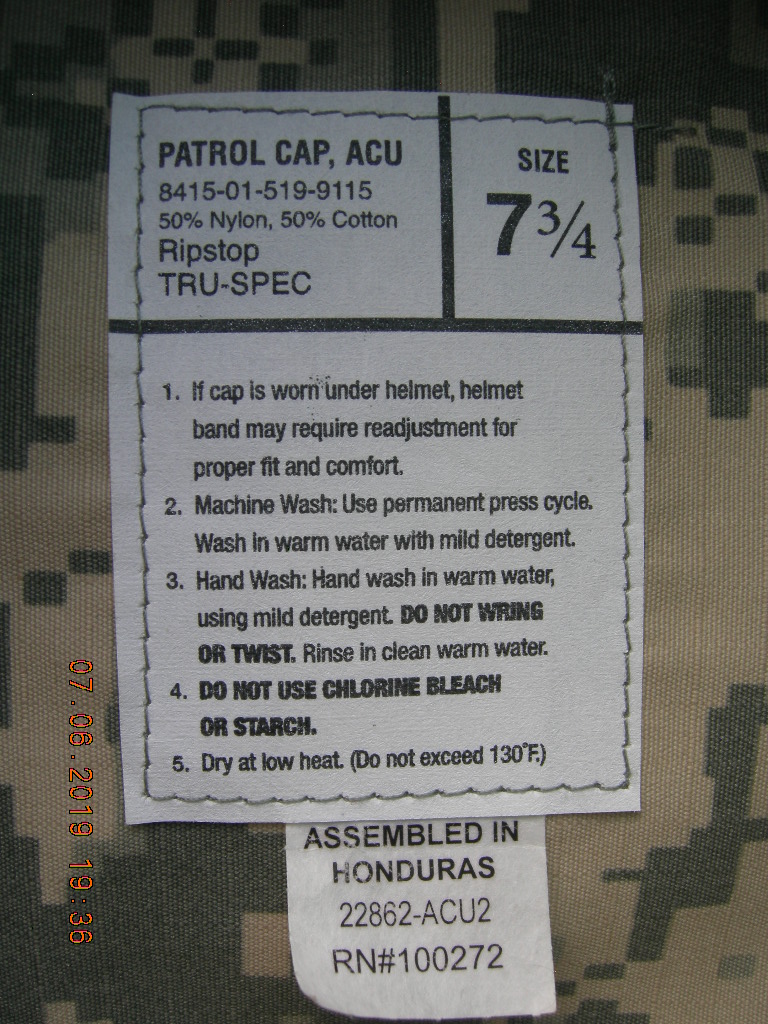 PATROL CAP, ACU
8415-01-519-9115
50% Nylon, 50% Cotton
Ripstop
TRU-SPEC
SIZE
7 3/4
1. If cap is worn under helmet, helmet
band may require readjustment for
proper fit and comfort.
2. Machine Wash: Use permanent press cycle.
Wash in warm water with mild detergent.
3. Hand Wash: Hand wash in warm water,
using mild detergent. DO NOT WRING
OR TWIST. Rinse in clean warm water.
4. DO NOT USE CHLORINE BLEACH
OR STARCH.
5. Dry at low heat. (Do not exceed 130°F.)
ASSEMBLED IN
HONDURAS
22862-ACU2
RN#100272
07.06.2019 19:36